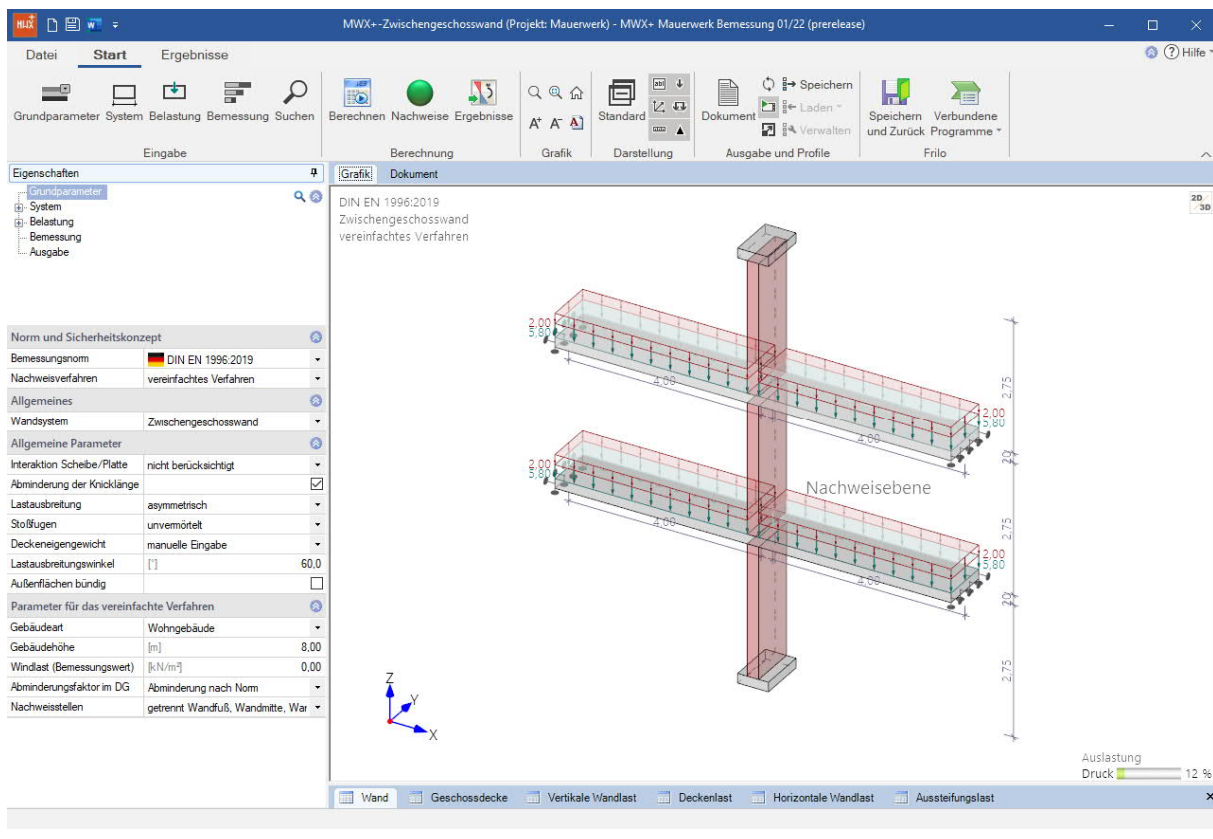 MWX+-Zwischengeschosswand (Projekt: Mauerwerk) - MWX+ Mauerwerk Bemessung 01/22 (prerelease)
Datei Start Ergebnisse Hilfe
Grundparameter System Belastung Bemessung Suchen
Eingabe
Berechnen Nachweise Ergebnisse
Berechnung
Grafik
Standard
Darstellung
Dokument
Speichern
Laden
Verwalten
Ausgabe und Profile
Speichern und Zurück
Verbundene Programme
Frilo
Eigenschaften
Grundparameter
System
Belastung
Bemessung
Ausgabe
Norm und Sicherheitskonzept
Bemessungsnorm DIN EN 1996:2019
Nachweisverfahren vereinfachtes Verfahren
Allgemeines
Wandsystem Zwischengeschosswand
Allgemeine Parameter
Interaktion Scheibe/Platte nicht berücksichtigt
Abminderung der Knicklänge
Lastausbreitung asymmetrisch
Stoßfugen unvermörtelt
Deckeneigengewicht manuelle Eingabe
Lastausbreitungswinkel [°] 60,0
Außenflächen bündig
Parameter für das vereinfachte Verfahren
Gebäudeart Wohngebäude
Gebäudehöhe [m] 8,00
Windlast (Bemessungswert) [kN/m²] 0,00
Abminderungsfaktor im DG Abminderung nach Norm
Nachweisstellen getrennt Wandfuß, Wandmitte, War
Grafik Dokument
DIN EN 1996:2019
Zwischengeschosswand
vereinfachtes Verfahren
2D/3D
2,00
5,80
4,00
4,00
2,00
5,80
2,75
20
2,00
5,80
4,00
4,00
Nachweisebene
2,00
5,80
2,75
20
2,75
Z
Y
X
Auslastung
Druck 12 %
Wand Geschossdecke Vertikale Wandlast Deckenlast Horizontale Wandlast Aussteifungslast